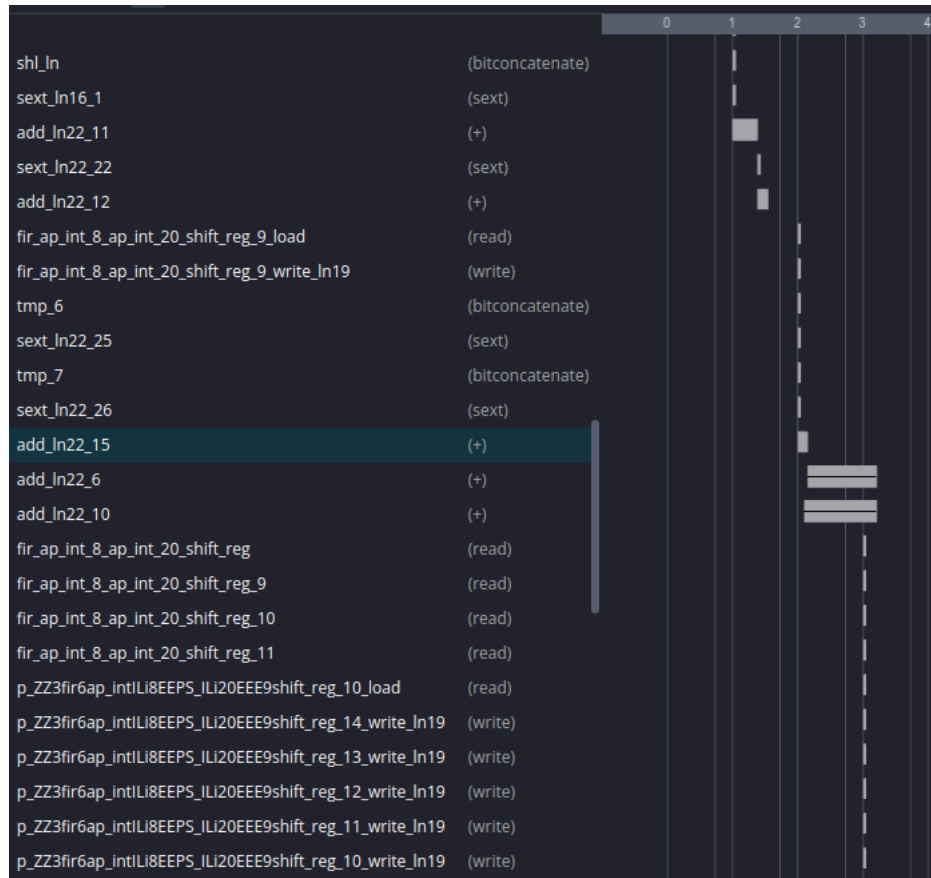 0 1 2 3 4
shl_ln (bitconcatenate)
sext_ln16_1 (sext)
add_ln22_11 (+)
sext_ln22_22 (sext)
add_ln22_12 (+)
fir_ap_int_8_ap_int_20_shift_reg_9_load (read)
fir_ap_int_8_ap_int_20_shift_reg_9_write_ln19 (write)
tmp_6 (bitconcatenate)
sext_ln22_25 (sext)
tmp_7 (bitconcatenate)
sext_ln22_26 (sext)
add_ln22_15 (+)
add_ln22_6 (+)
add_ln22_10 (+)
fir_ap_int_8_ap_int_20_shift_reg (read)
fir_ap_int_8_ap_int_20_shift_reg_9 (read)
fir_ap_int_8_ap_int_20_shift_reg_10 (read)
fir_ap_int_8_ap_int_20_shift_reg_11 (read)
p_ZZ3fir6ap_intILi8EEPS_ILi20EEE9shift_reg_10_load (read)
p_ZZ3fir6ap_intILi8EEPS_ILi20EEE9shift_reg_14_write_ln19 (write)
p_ZZ3fir6ap_intILi8EEPS_ILi20EEE9shift_reg_13_write_ln19 (write)
p_ZZ3fir6ap_intILi8EEPS_ILi20EEE9shift_reg_12_write_ln19 (write)
p_ZZ3fir6ap_intILi8EEPS_ILi20EEE9shift_reg_11_write_ln19 (write)
p_ZZ3fir6ap_intILi8EEPS_ILi20EEE9shift_reg_10_write_ln19 (write)